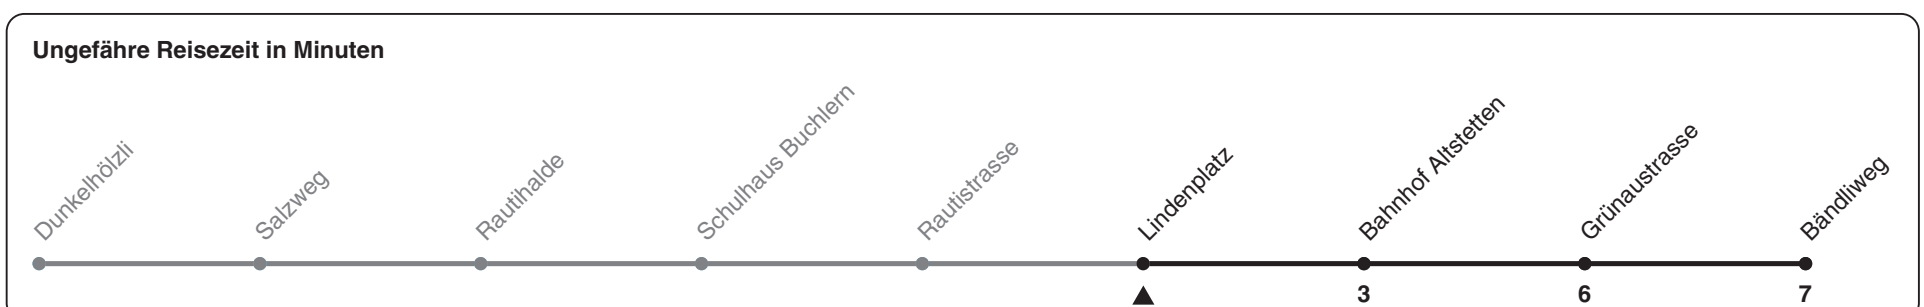 Ungefähre Reisezeit in Minuten
Dunkelhölzli
Salzweg
Rautihalde
Schulhaus Buchlern
Rautistrasse
Lindenplatz
Bahnhof Altstetten
Grünaustrasse
Bändliweg
3 6 7